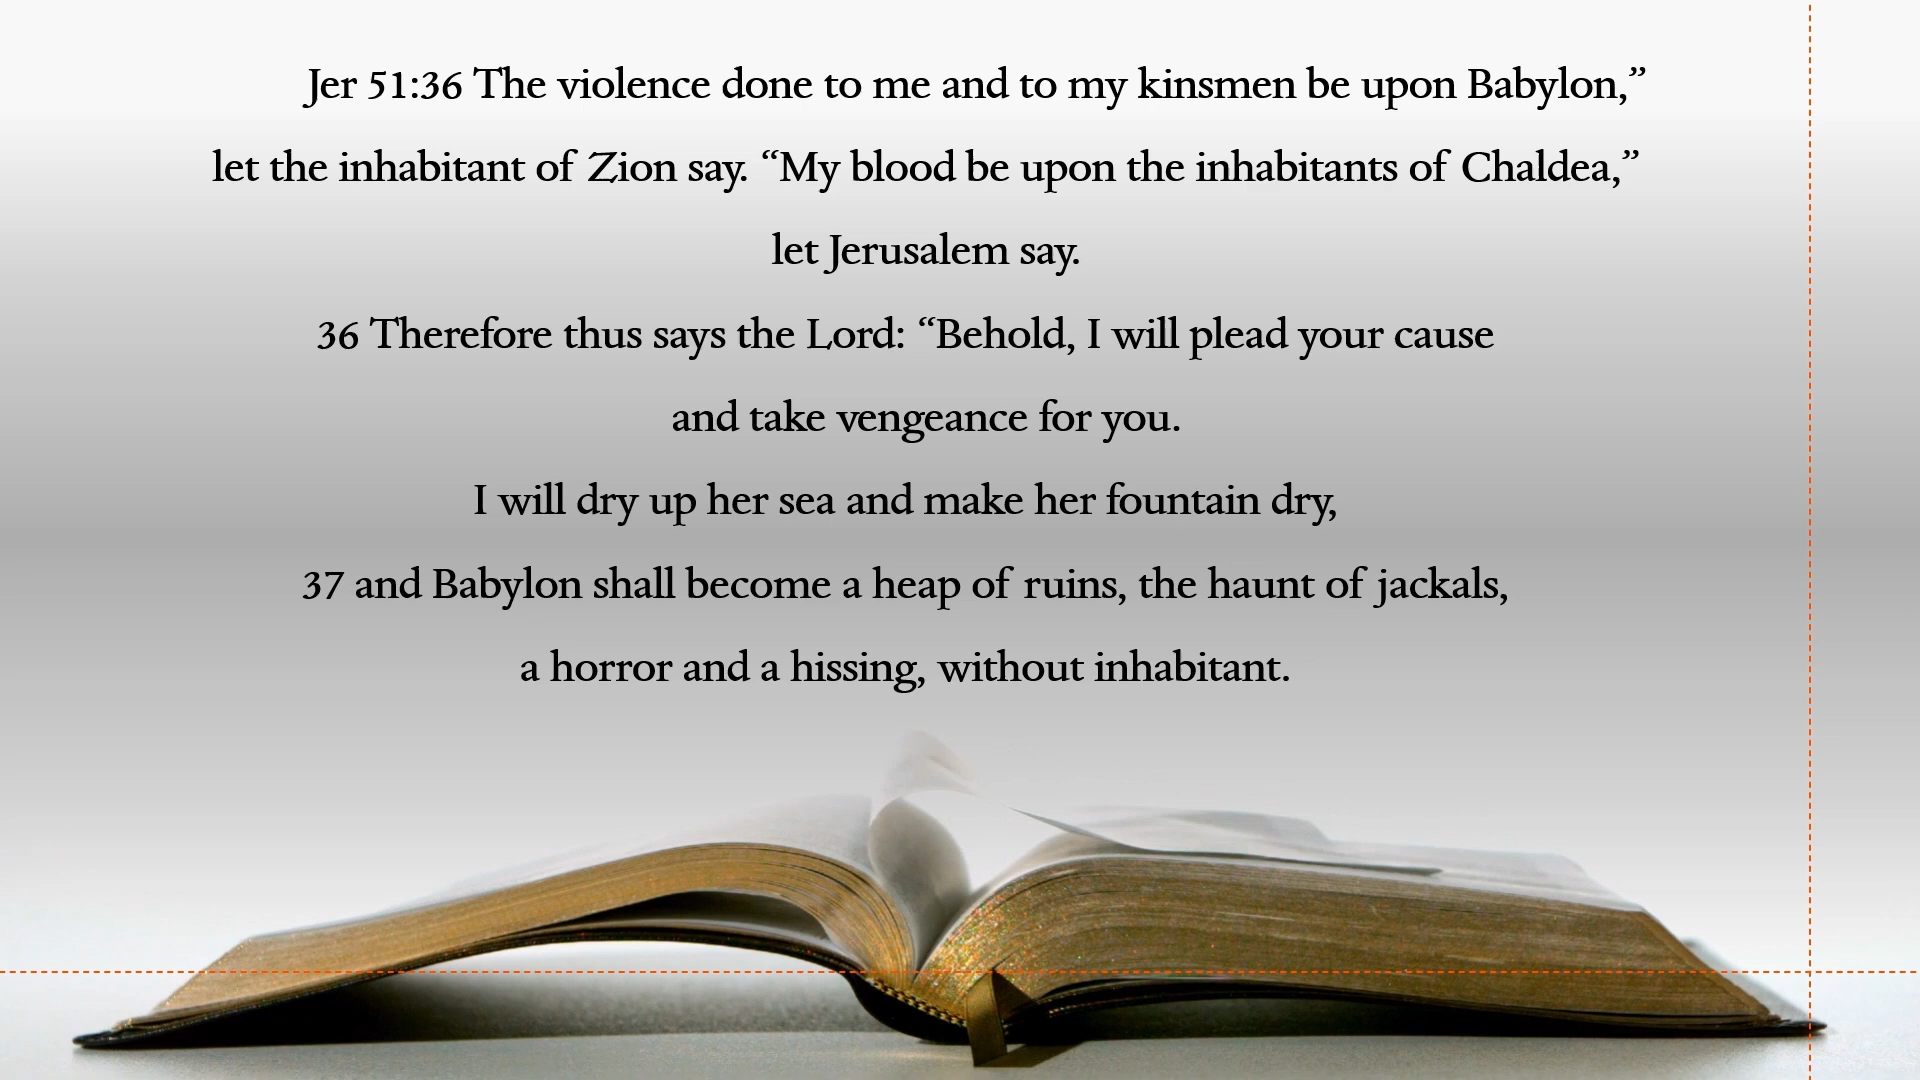 Jer 51:36 The violence done to me and to my kinsmen be upon Babylon,”
let the inhabitant of Zion say. “My blood be upon the inhabitants of Chaldea,”
let Jerusalem say.
36 Therefore thus says the Lord: “Behold, I will plead your cause
and take vengeance for you.
I will dry up her sea and make her fountain dry,
37 and Babylon shall become a heap of ruins, the haunt of jackals,
a horror and a hissing, without inhabitant.